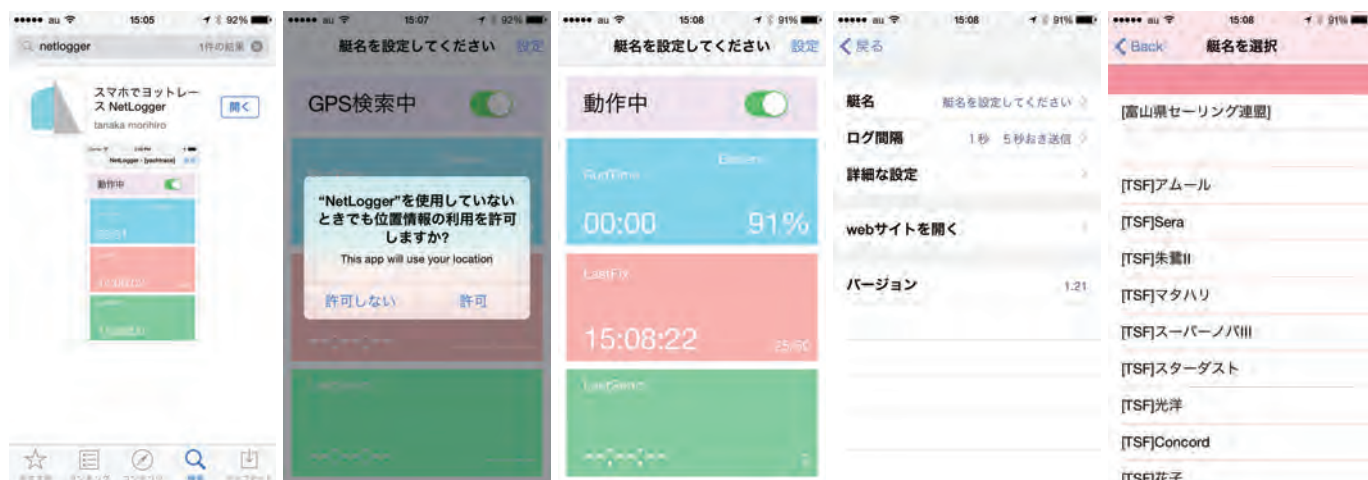 au 15:05 92%
netlogger 1件の結果
スマホでヨットレー
ス NetLogger
開く
tanaka morihiro
NetLogger - [yachtrace]
動作中
検索
au 15:07 92%
艇名を設定してください 設定
GPS検索中
“NetLogger”を使用していない
ときでも位置情報の利用を許可
しますか?
This app will use your location
許可しない 許可
--:--:--
LastSend
--:--:--
au 15:08 91%
艇名を設定してください 設定
動作中
RunTime Battery
00:00 91%
LastFix
15:08:22 25/60
LastSend
--:--:--
au 15:08 91%
戻る
艇名 艇名を設定してください
ログ間隔 1秒 5秒おき送信
詳細な設定
webサイトを開く
バージョン 1.21
au 15:08 91%
Back 艇名を選択
[富山県セーリング連盟]
[TSF]アムール
[TSF]Sera
[TSF]朱鷺II
[TSF]マタハリ
[TSF]スーパーノバIII
[TSF]スターダスト
[TSF]光洋
[TSF]Concord
[TSF]花子